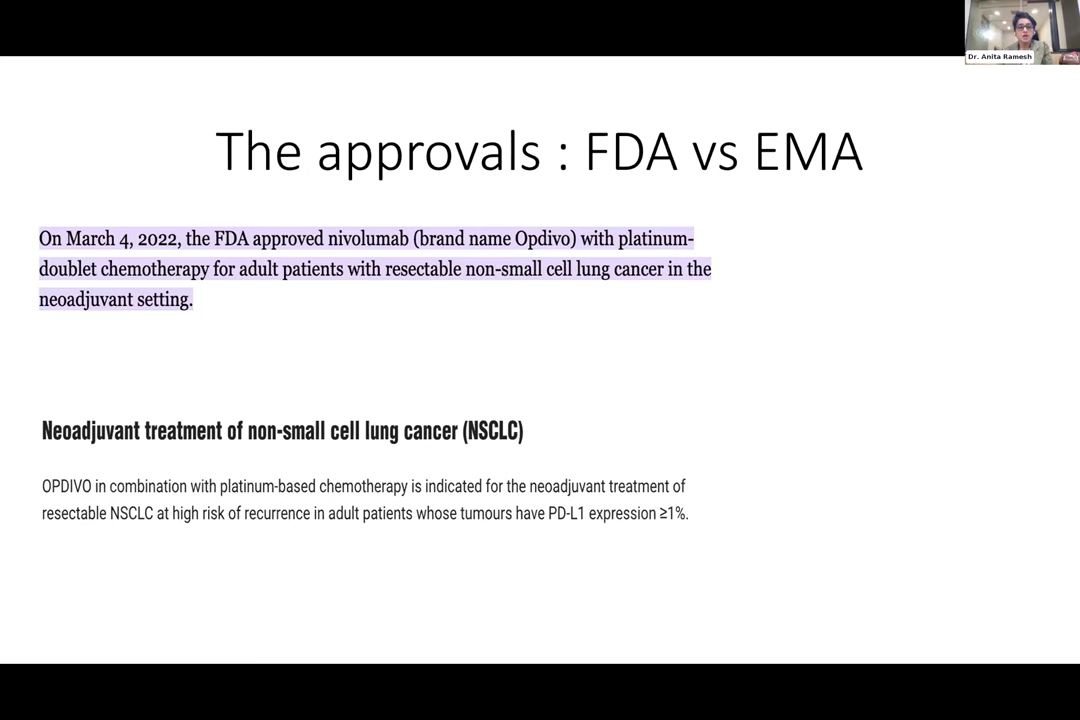 Dr. Anita Ramesh
The approvals : FDA vs EMA
On March 4, 2022, the FDA approved nivolumab (brand name Opdivo) with platinum-
doublet chemotherapy for adult patients with resectable non-small cell lung cancer in the
neoadjuvant setting.
Neoadjuvant treatment of non-small cell lung cancer (NSCLC)
OPDIVO in combination with platinum-based chemotherapy is indicated for the neoadjuvant treatment of
resectable NSCLC at high risk of recurrence in adult patients whose tumours have PD-L1 expression ≥1%.